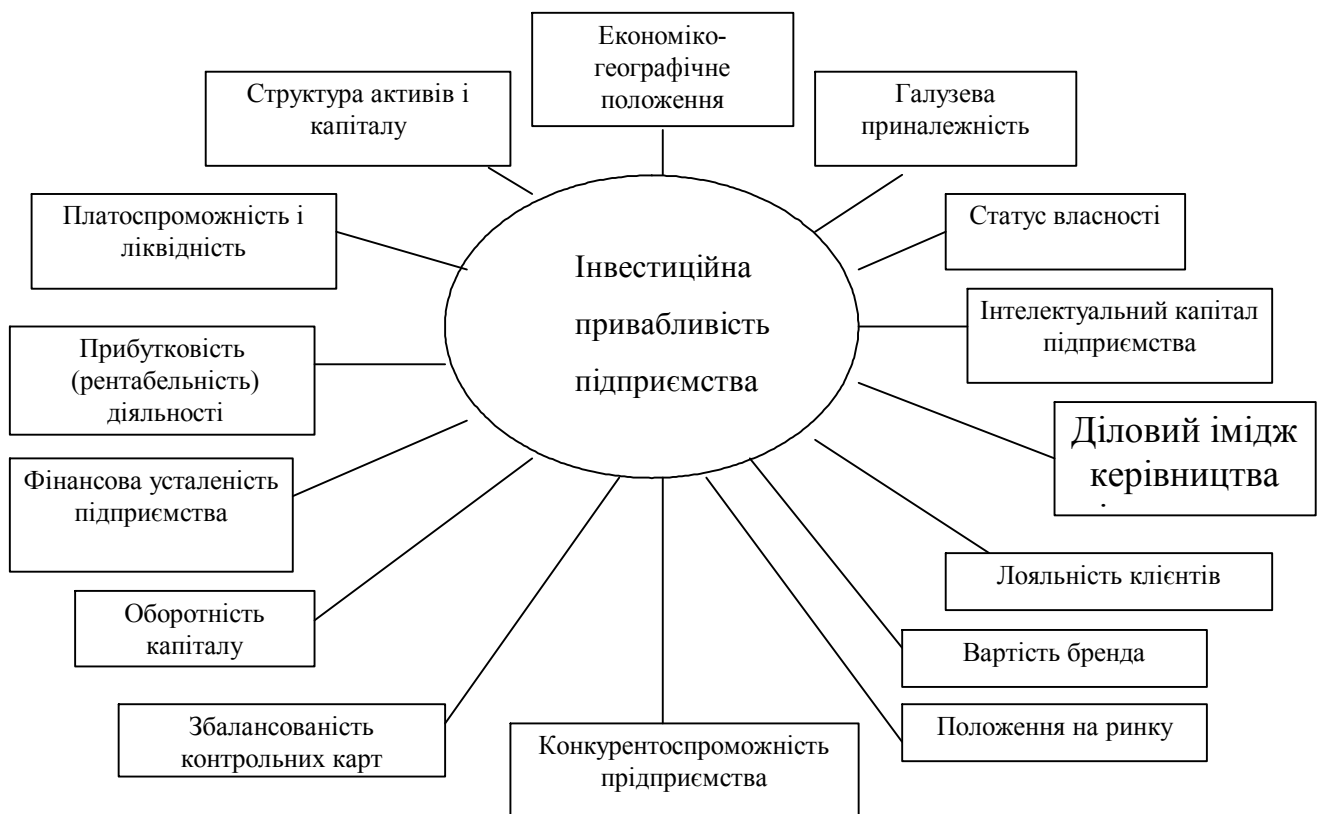 Економіко-
географічне
положення
Структура активів і
капіталу
Галузева
приналежність
Платоспроможність і
ліквідність
Статус власності
Інвестиційна
привабливість
підприємства
Інтелектуальний капітал
підприємства
Прибутковість
(рентабельність)
діяльності
Діловий імідж
керівництва
Фінансова усталеність
підприємства
Лояльність клієнтів
Оборотність
капіталу
Вартість бренда
Збалансованість
контрольних карт
Положення на ринку
Конкурентоспроможність
прідприємства